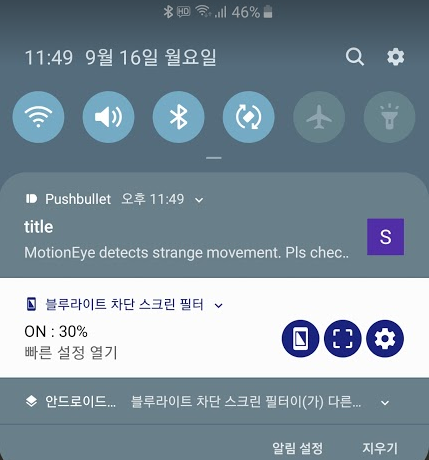 46%
11:49 9월 16일 월요일
Pushbullet 오후 11:49
title
MotionEye detects strange movement. Pls chec..
S
블루라이트 차단 스크린 필터
ON : 30%
빠른 설정 열기
안드로이드... 블루라이트 차단 스크린 필터이(가) 다른...
알림 설정 지우기